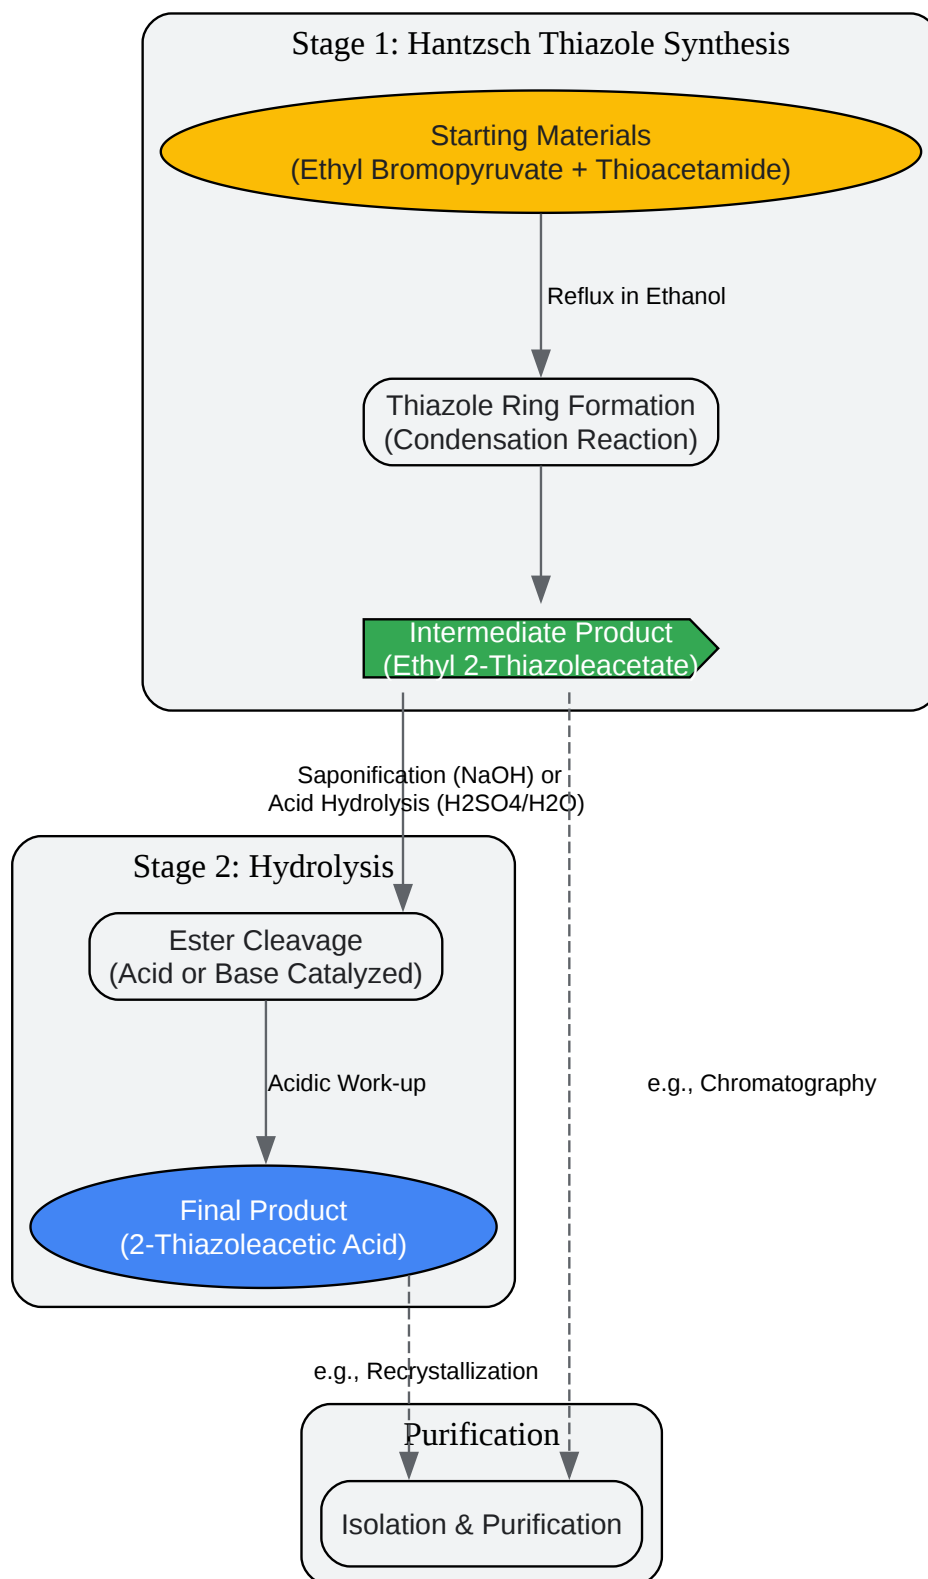 Stage 1: Hantzsch Thiazole Synthesis
Starting Materials
(Ethyl Bromopyruvate + Thioacetamide)
Reflux in Ethanol
Thiazole Ring Formation
(Condensation Reaction)
Intermediate Product
(Ethyl 2-Thiazoleacetate)
Saponification (NaOH) or
Acid Hydrolysis (H2SO4/H2O)
Stage 2: Hydrolysis
Ester Cleavage
(Acid or Base Catalyzed)
Acidic Work-up
e.g., Chromatography
Final Product
(2-Thiazoleacetic Acid)
e.g., Recrystallization
Purification
Isolation & Purification